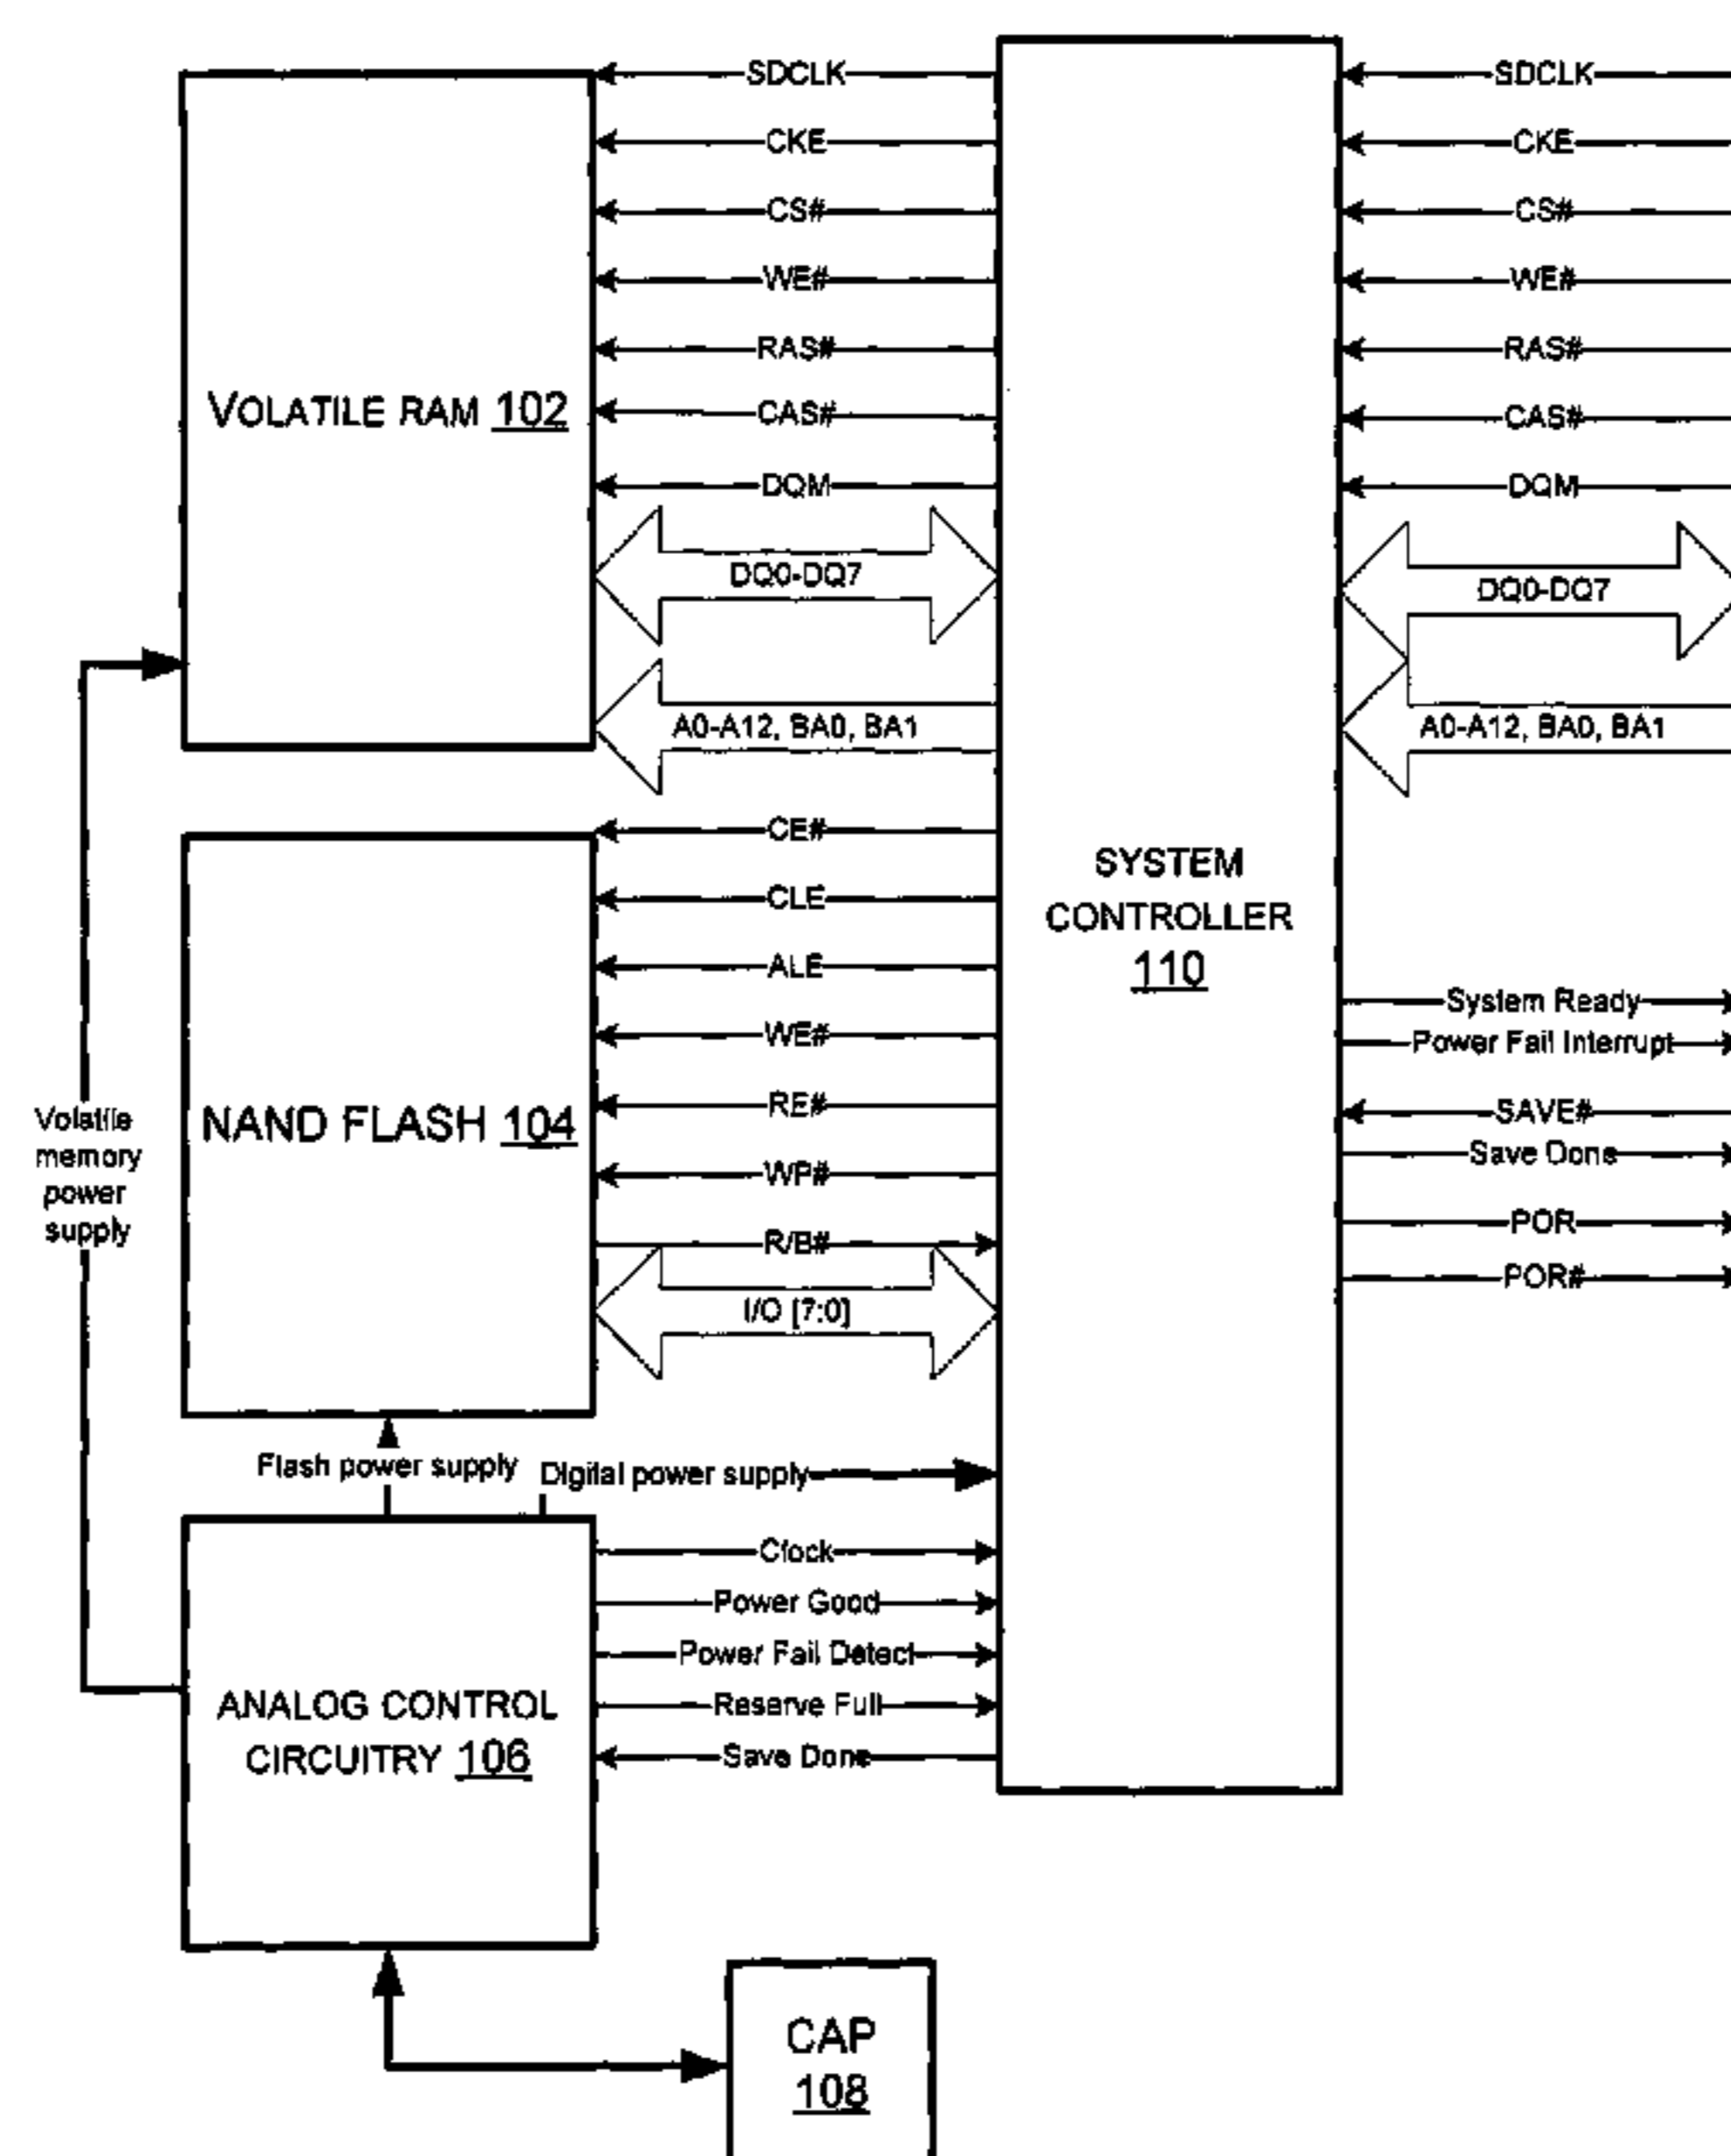 SDCLK
CKE
CS#
WE#
RAS#
CAS#
DQM
DQ0-DQ7
A0-A12, BA0, BA1
VOLATILE RAM 102
CE#
CLE
ALE
WE#
RE#
WP#
R/B#
I/O [7:0]
NAND FLASH 104
Volatile
memory
power
supply
Flash power supply
Digital power supply
Clock
Power Good
Power Fail Detect
Reserve Full
Save Done
ANALOG CONTROL
CIRCUITRY 106
CAP
108
SYSTEM
CONTROLLER
110
SDCLK
CKE
CS#
WE#
RAS#
CAS#
DQM
DQ0-DQ7
A0-A12, BA0, BA1
System Ready
Power Fail Interrupt
SAVE#
Save Done
POR
POR#